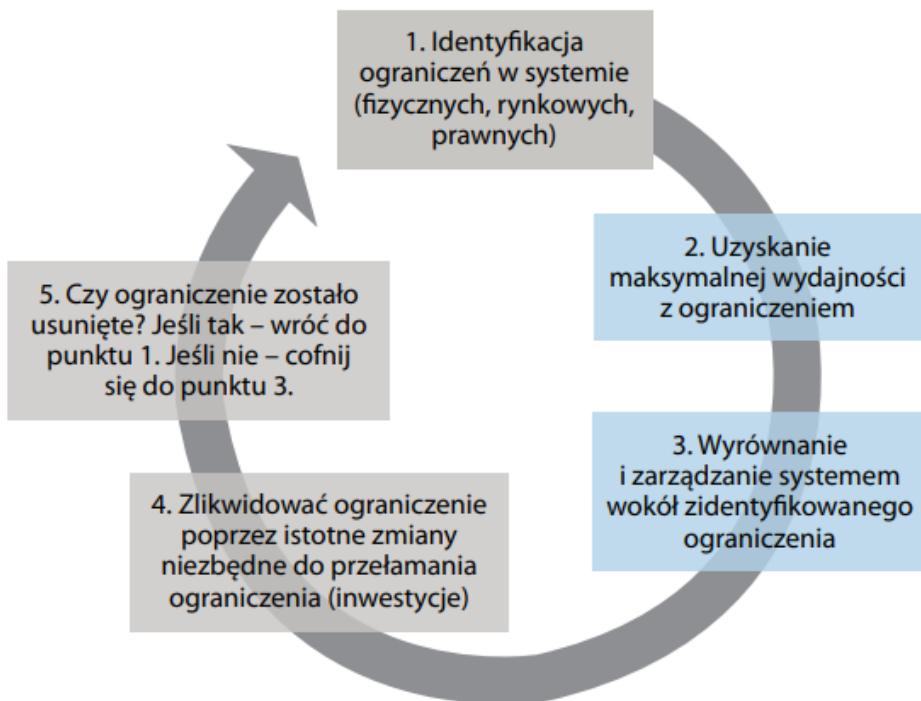 1. Identyfikacja
ograniczeń w systemie
(fizycznych, rynkowych,
prawnych)
2. Uzyskanie
maksymalnej wydajności
z ograniczeniem
3. Wyrównanie
i zarządzanie systemem
wokół zidentyfikowanego
ograniczenia
4. Zlikwidować ograniczenie
poprzez istotne zmiany
niezbędne do przełamania
ograniczenia (inwestycje)
5. Czy ograniczenie zostało
usunięte? Jeśli tak – wróć do
punktu 1. Jeśli nie – cofnij
się do punktu 3.